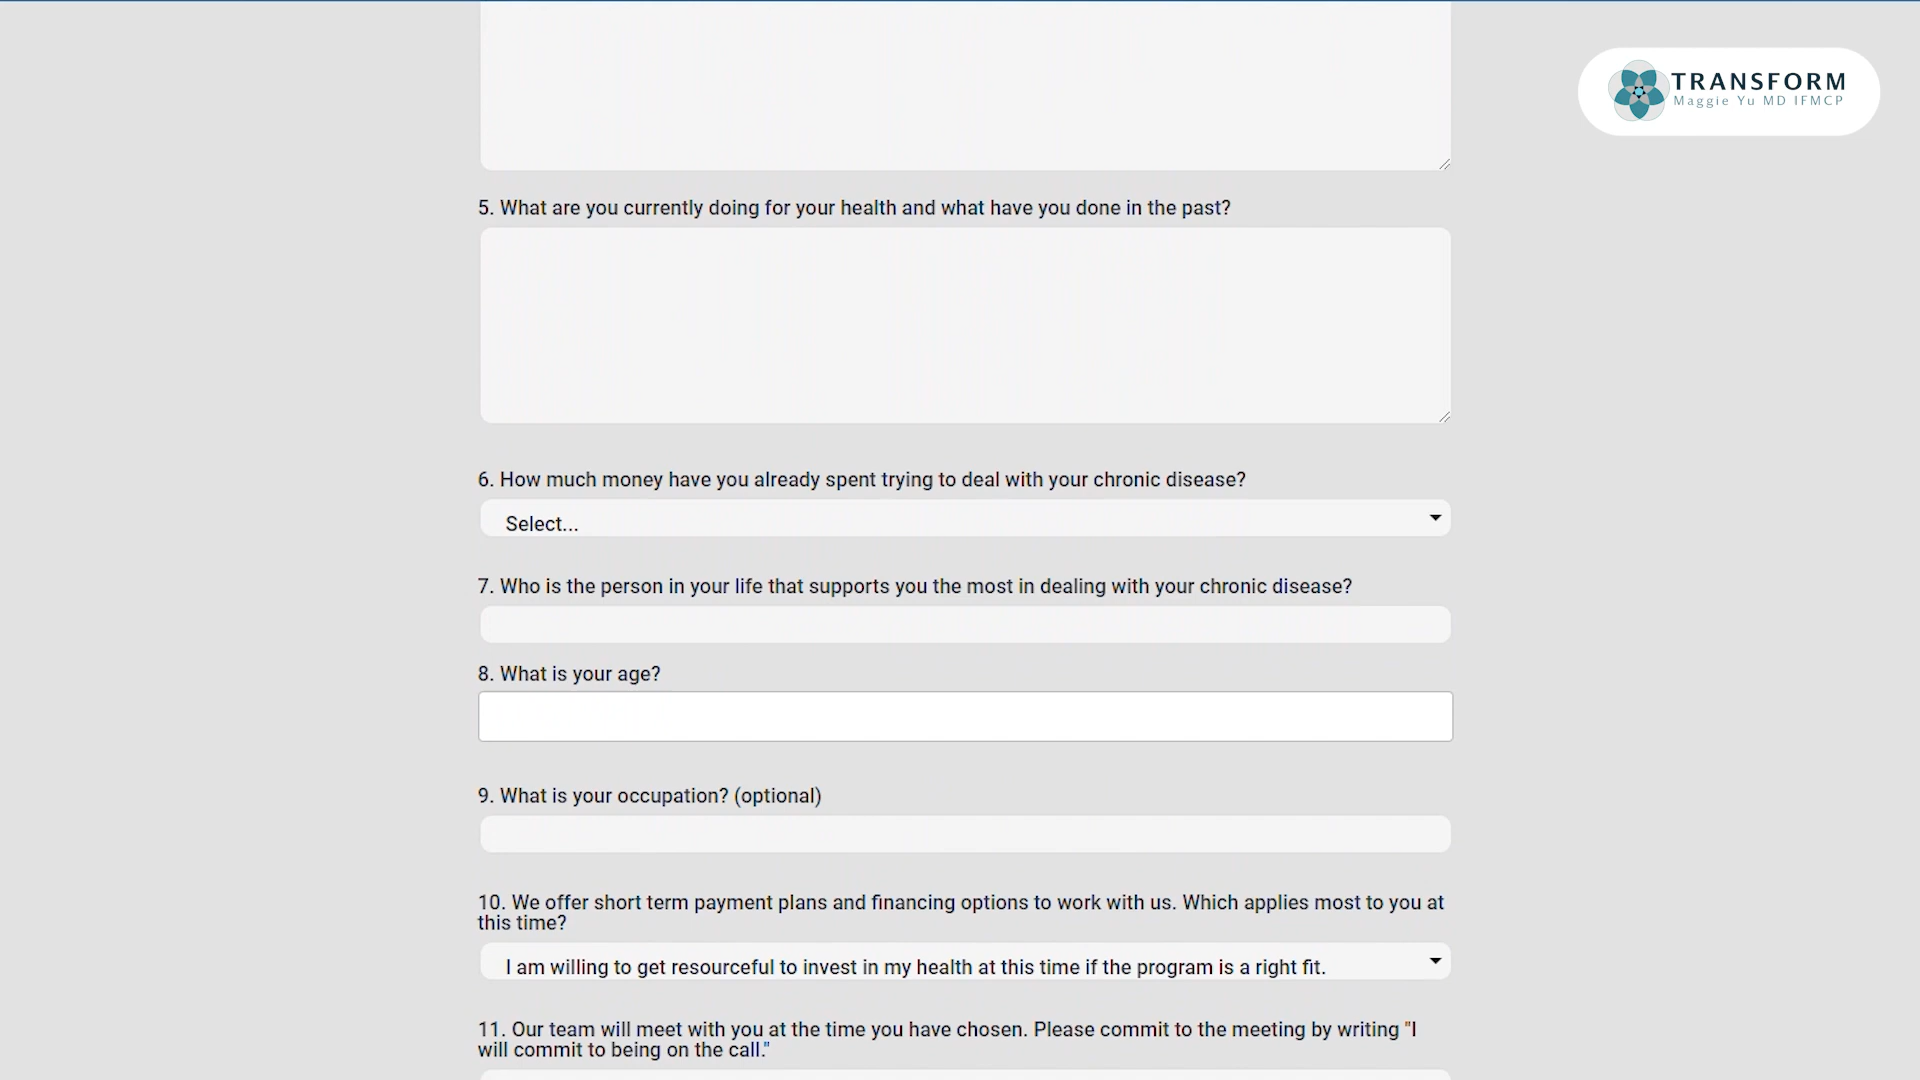 TRANSFORM
Maggie Yu MD IFMCP
5. What are you currently doing for your health and what have you done in the past?
6. How much money have you already spent trying to deal with your chronic disease?
Select...
7. Who is the person in your life that supports you the most in dealing with your chronic disease?
8. What is your age?
9. What is your occupation? (optional)
10. We offer short term payment plans and financing options to work with us. Which applies most to you at
this time?
I am willing to get resourceful to invest in my health at this time if the program is a right fit.
11. Our team will meet with you at the time you have chosen. Please commit to the meeting by writing "I
will commit to being on the call."